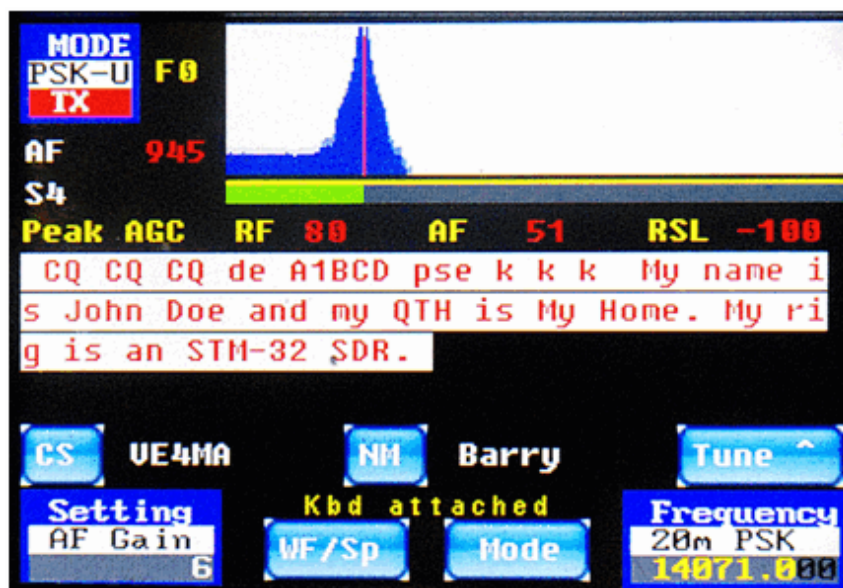 MODE
PSK-U F0
TX
AF 945
S4
Peak AGC RF 80 AF 51 RSL -100
CQ CQ CQ de A1BCD pse k k k My name i
s John Doe and my QTH is My Home. My ri
g is an STM-32 SDR.
CS VE4MA NM Barry Tune ^
Setting Kbd attached Frequency
AF Gain WF/Sp Mode 20m PSK
6 14071.000